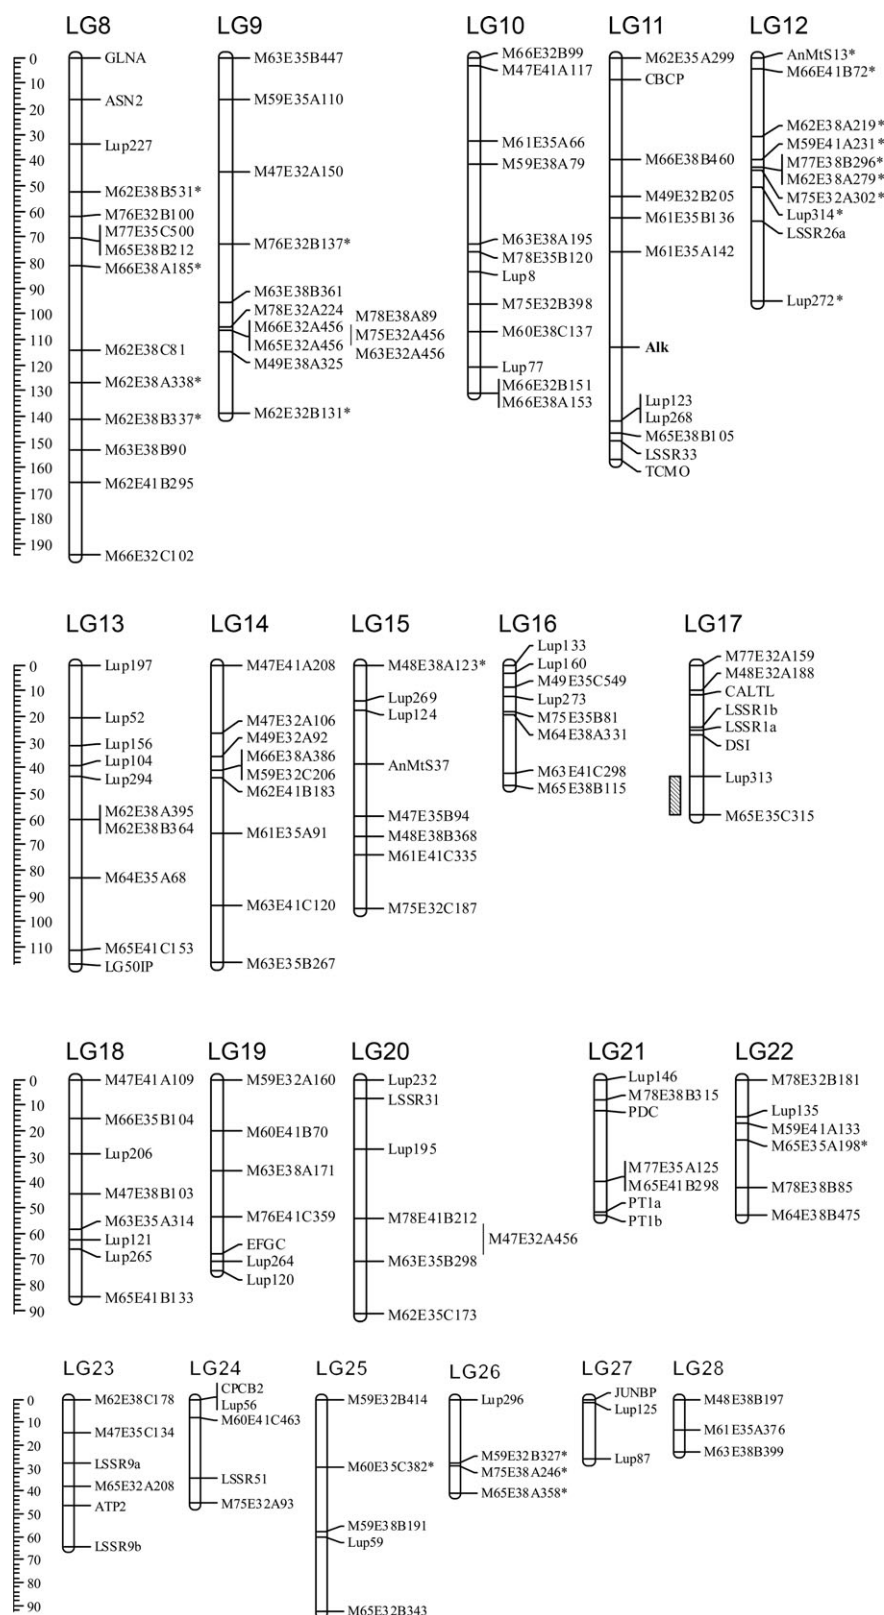 LG8 LG9 LG10 LG11 LG12
0
10
20
30
40
50
60
70
80
90
100
110
120
130
140
150
160
170
180
190
GLNA
ASN2
Lup227
M62E38B531*
M76E32B100
M77E35C500
M65E38B212
M66E38A185*
M62E38C81
M62E38A338*
M62E38B337*
M63E38B90
M62E41B295
M66E32C102
M63E35B447
M59E35A110
M47E32A150
M76E32B137*
M63E38B361
M78E32A224
M66E32A456
M65E32A456
M49E38A325
M62E32B131*
M78E38A89
M75E32A456
M63E32A456
M66E32B99
M47E41A117
M61E35A66
M59E38A79
M63E38A195
M78E35B120
Lup8
M75E32B398
M60E38C137
Lup77
M66E32B151
M66E38A153
M62E35A299
CBCP
M66E38B460
M49E32B205
M61E35B136
M61E35A142
Alk
Lup123
Lup268
M65E38B105
LSSR33
TCMO
AnMtS13*
M66E41B72*
M62E38A219*
M59E41A231*
M77E38B296*
M62E38A279*
M75E32A302*
Lup314*
LSSR26a
Lup272*
LG13 LG14 LG15 LG16 LG17
0
10
20
30
40
50
60
70
80
90
100
110
Lup197
Lup52
Lup156
Lup104
Lup294
M62E38A395
M62E38B364
M64E35A68
M65E41C153
LG50IP
M47E41A208
M47E32A106
M49E32A92
M66E38A386
M59E32C206
M62E41B183
M61E35A91
M63E41C120
M63E35B267
M48E38A123*
Lup269
Lup124
AnMtS37
M47E35B94
M48E38B368
M61E41C335
M75E32C187
Lup133
Lup160
M49E35C549
Lup273
M75E35B81
M64E38A331
M63E41C298
M65E38B115
M77E32A159
M48E32A188
CALTL
LSSR1b
LSSR1a
DSI
Lup313
M65E35C315
LG18 LG19 LG20 LG21 LG22
0
10
20
30
40
50
60
70
80
90
M47E41A109
M66E35B104
Lup206
M47E38B103
M63E35A314
Lup121
Lup265
M65E41B133
M59E32A160
M60E41B70
M63E38A171
M76E41C359
EFGC
Lup264
Lup120
Lup232
LSSR31
Lup195
M78E41B212
M63E35B298
M62E35C173
M47E32A456
Lup146
M78E38B315
PDC
M77E35A125
M65E41B298
PT1a
PT1b
M78E32B181
Lup135
M59E41A133
M65E35A198*
M78E38B85
M64E38B475
LG23 LG24 LG25 LG26 LG27 LG28
0
10
20
30
40
50
60
70
80
90
M62E38C178
M47E35C134
LSSR9a
M65E32A208
ATP2
LSSR9b
CPCB2
Lup56
M60E41C463
LSSR51
M75E32A93
M59E32B414
M60E35C382*
M59E38B191
Lup59
M65E32B343
Lup296
M59E32B327*
M75E38A246*
M65E38A358*
JUNBP
Lup125
Lup87
M48E38B197
M61E35A376
M63E38B399